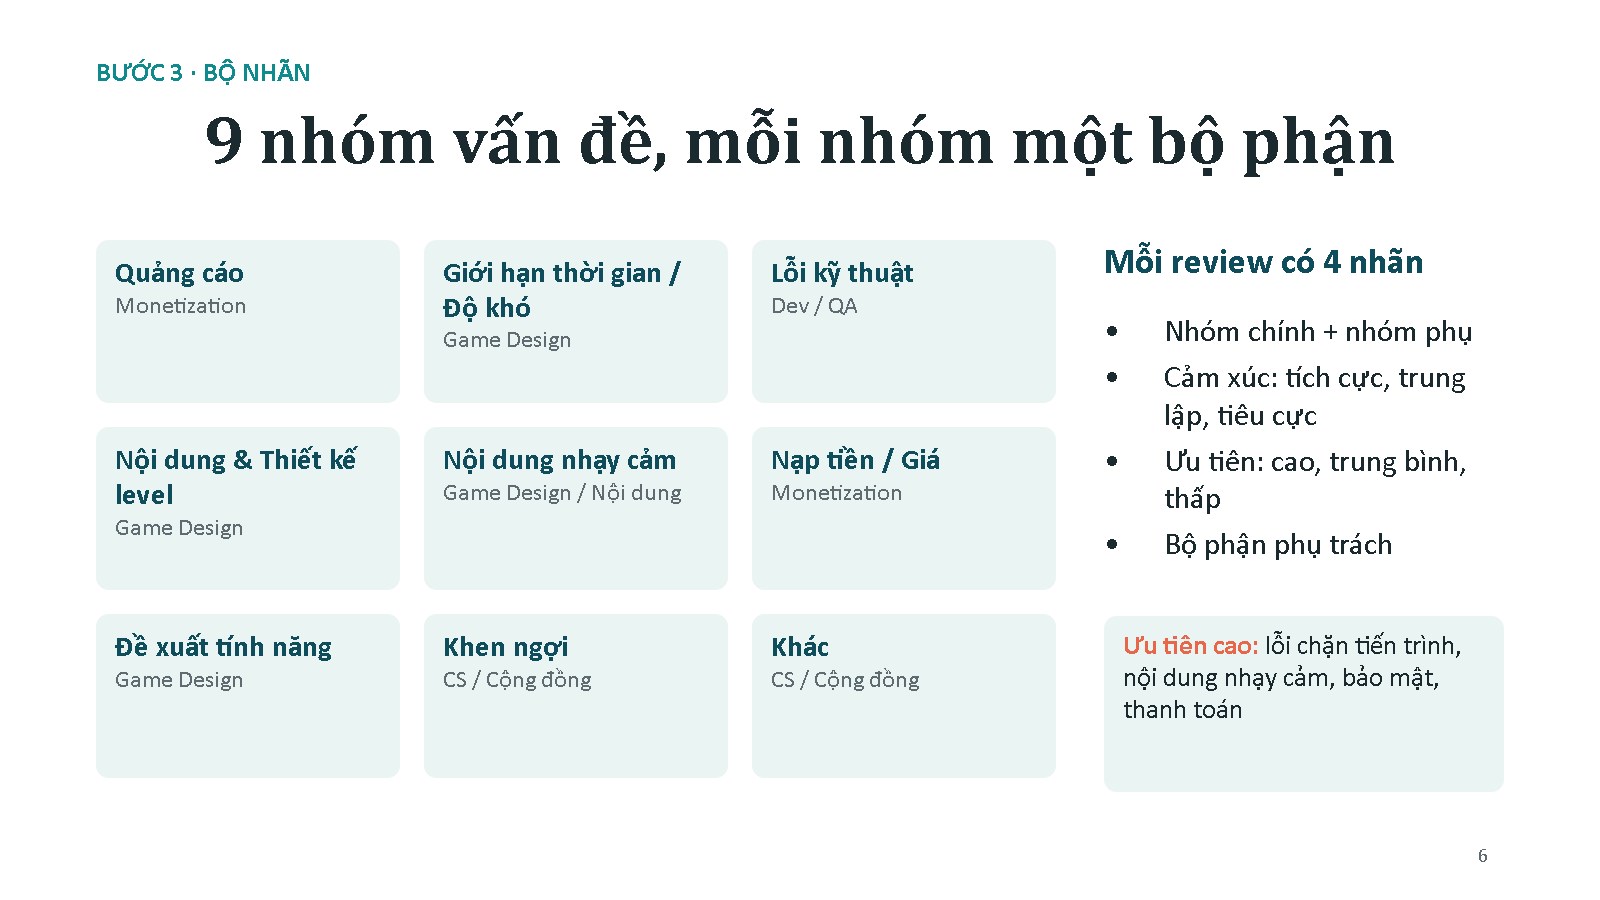 BƯỚC 3 · BỘ NHÃN
9 nhóm vấn đề, mỗi nhóm một bộ phận
Quảng cáo
Monetization
Giới hạn thời gian /
Độ khó
Game Design
Lỗi kỹ thuật
Dev / QA
Nội dung & Thiết kế
level
Game Design
Nội dung nhạy cảm
Game Design / Nội dung
Nạp tiền / Giá
Monetization
Đề xuất tính năng
Game Design
Khen ngợi
CS / Cộng đồng
Khác
CS / Cộng đồng
Mỗi review có 4 nhãn
• Nhóm chính + nhóm phụ
• Cảm xúc: tích cực, trung
lập, tiêu cực
• Ưu tiên: cao, trung bình,
thấp
• Bộ phận phụ trách
Ưu tiên cao: lỗi chặn tiến trình,
nội dung nhạy cảm, bảo mật,
thanh toán
6